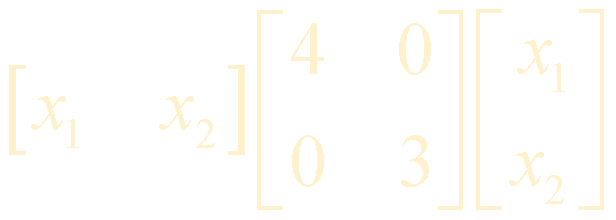 [x₁ x₂] [4 0; 0 3] [x₁; x₂]